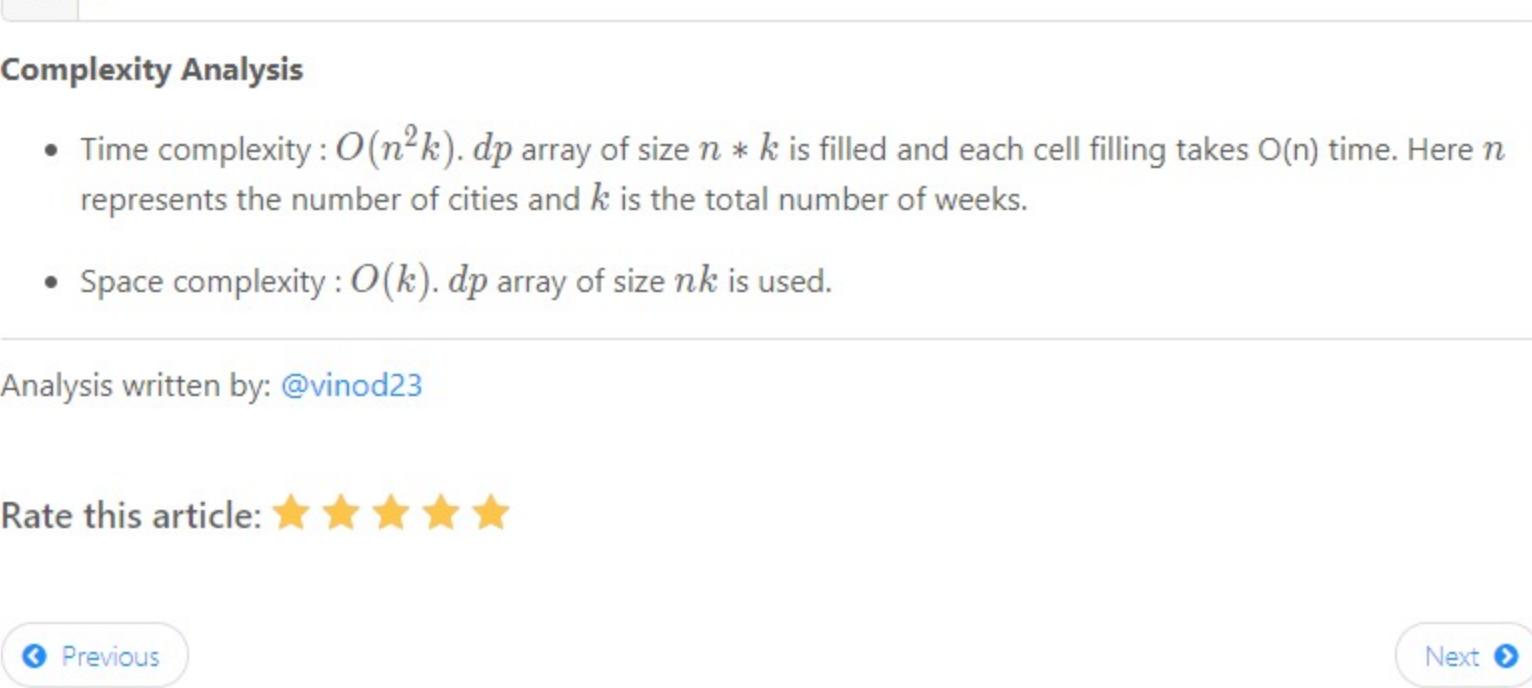 Complexity Analysis
• Time complexity : O(n²k). dp array of size n * k is filled and each cell filling takes O(n) time. Here n
represents the number of cities and k is the total number of weeks.
• Space complexity : O(k). dp array of size nk is used.
Analysis written by: @vinod23
Rate this article:
Previous
Next